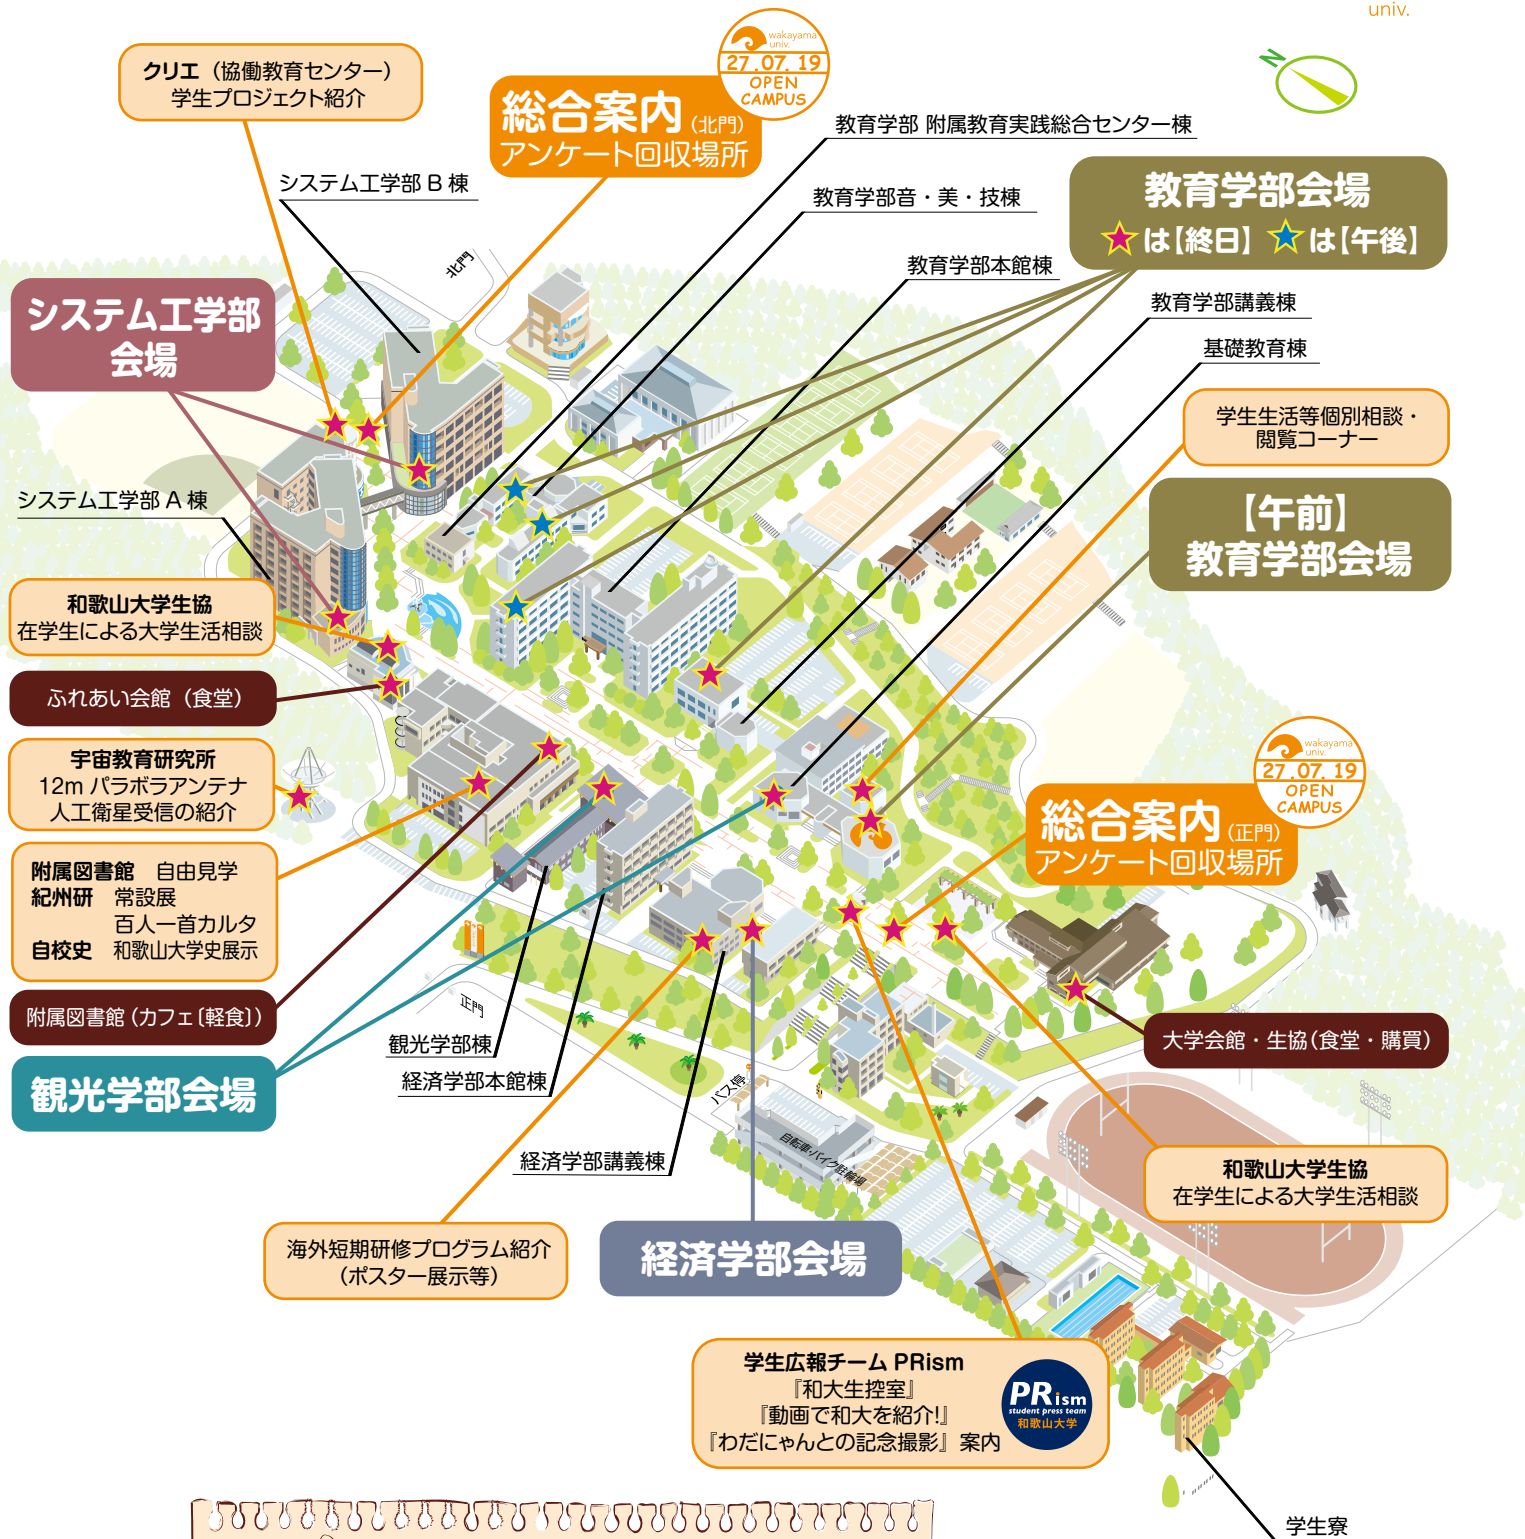 univ.
wakayama
univ.
27.07.19
OPEN
CAMPUS
N
クリエ（協働教育センター）
学生プロジェクト紹介
総合案内（北門）
アンケート回収場所
教育学部 附属教育実践総合センター棟
システム工学部 B 棟
教育学部音・美・技棟
教育学部会場
★は【終日】 ★は【午後】
北門
教育学部本館棟
システム工学部
会場
教育学部講義棟
基礎教育棟
学生生活等個別相談・
閲覧コーナー
システム工学部 A 棟
【午前】
教育学部会場
和歌山大学生協
在学生による大学生活相談
ふれあい会館（食堂）
宇宙教育研究所
12m パラボラアンテナ
人工衛星受信の紹介
wakayama
univ.
27.07.19
OPEN
CAMPUS
総合案内（正門）
アンケート回収場所
附属図書館　自由見学
紀州研　常設展
百人一首カルタ
自校史　和歌山大学史展示
附属図書館（カフェ〔軽食〕）
正門
大学会館・生協（食堂・購買）
観光学部棟
観光学部会場
経済学部本館棟
バス停
自転車・バイク駐輪場
経済学部講義棟
和歌山大学生協
在学生による大学生活相談
海外短期研修プログラム紹介
（ポスター展示等）
経済学部会場
学生広報チーム PRism
『和大生控室』
『動画で和大を紹介!』
『わだにゃんとの記念撮影』案内
PRism
student press team
和歌山大学
学生寮